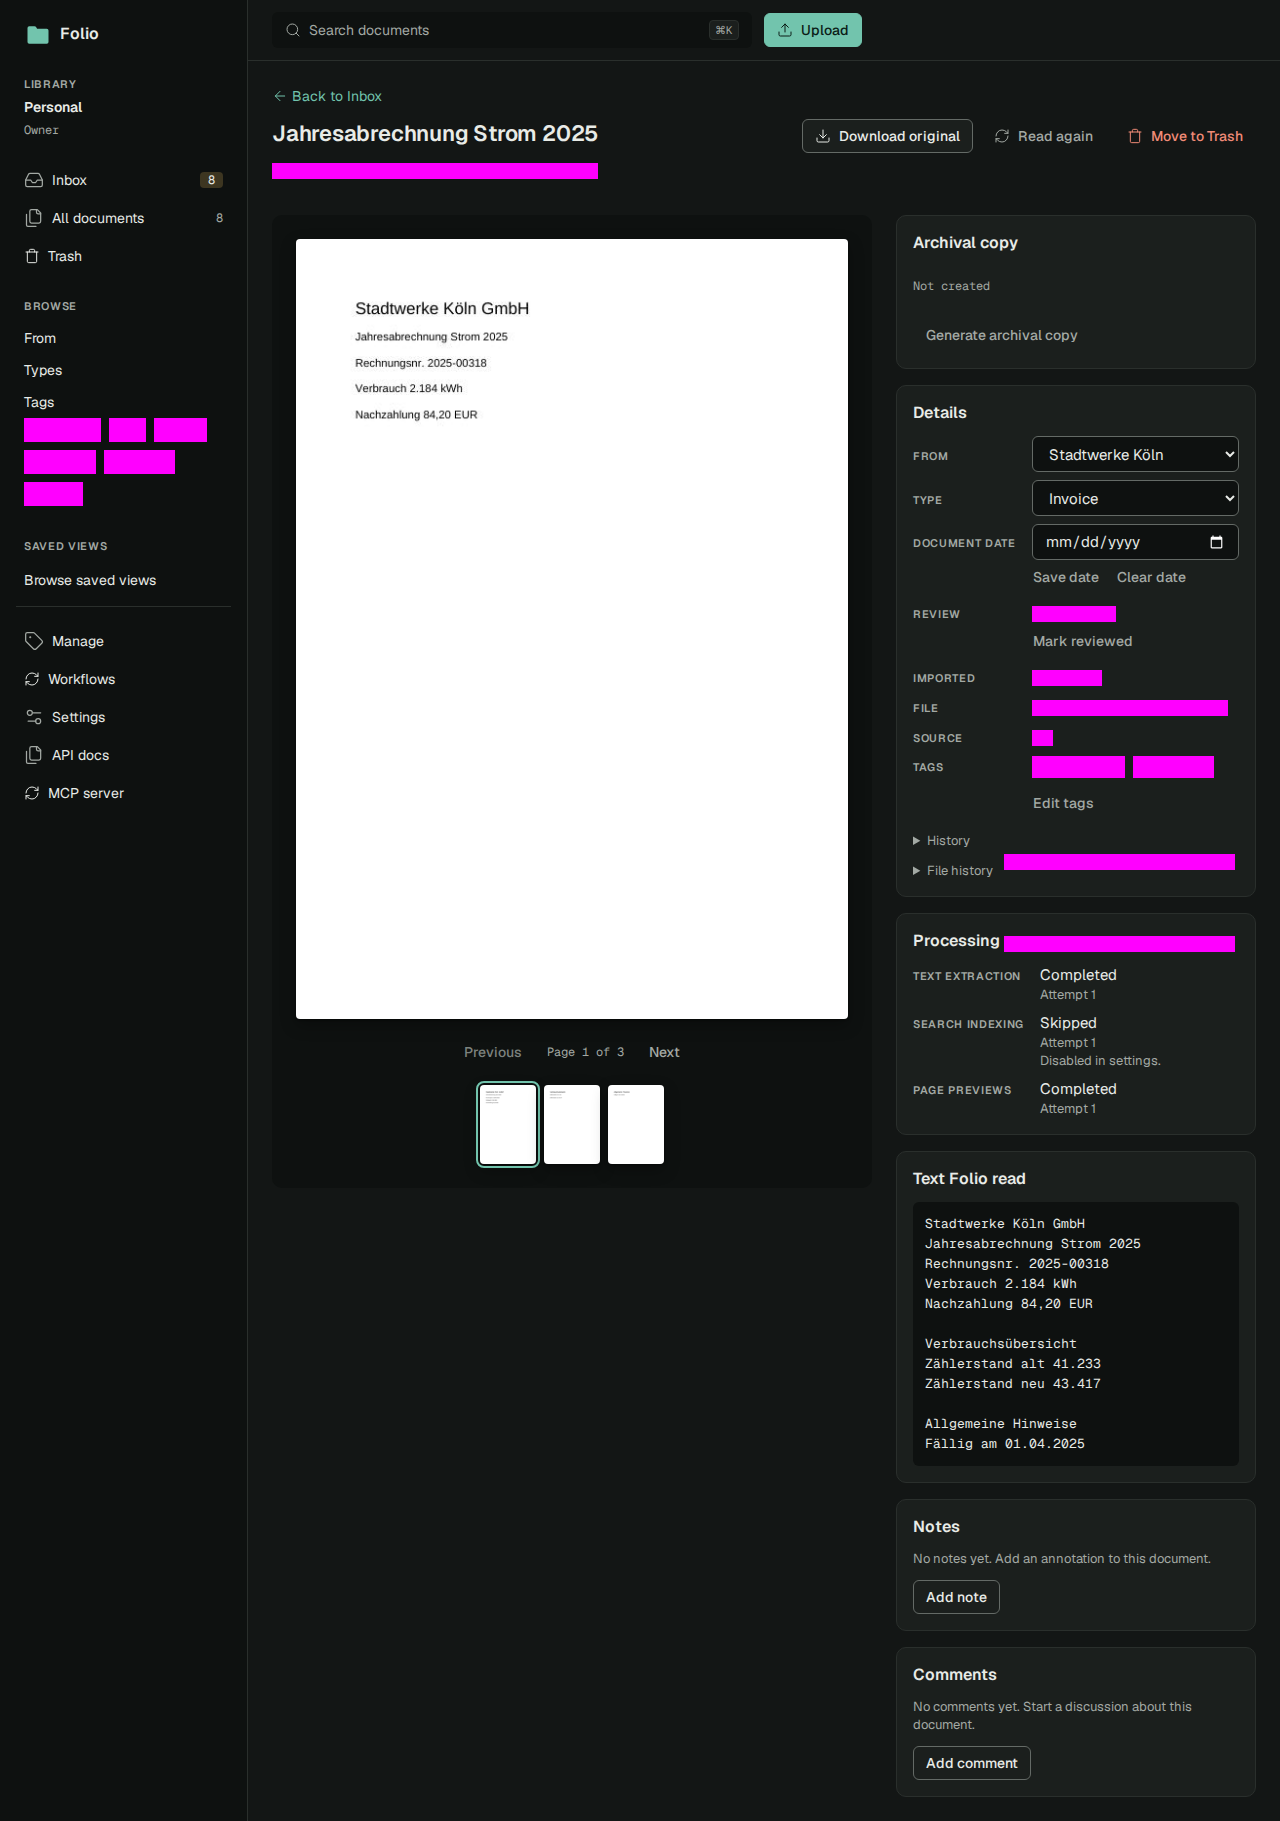 Folio
Search documents
⌘K
Upload
LIBRARY
Personal
Owner
Inbox
8
All documents
8
Trash
BROWSE
From
Types
Tags
SAVED VIEWS
Browse saved views
Manage
Workflows
Settings
API docs
MCP server
Back to Inbox
Jahresabrechnung Strom 2025
Download original
Read again
Move to Trash
Stadtwerke Köln GmbH
Jahresabrechnung Strom 2025
Rechnungsnr. 2025-00318
Verbrauch 2.184 kWh
Nachzahlung 84,20 EUR
Previous
Page 1 of 3
Next
Archival copy
Not created
Generate archival copy
Details
FROM
Stadtwerke Köln
TYPE
Invoice
DOCUMENT DATE
mm/dd/yyyy
Save date
Clear date
REVIEW
Mark reviewed
IMPORTED
FILE
SOURCE
TAGS
Edit tags
History
File history
Processing
TEXT EXTRACTION
Completed
Attempt 1
SEARCH INDEXING
Skipped
Attempt 1
Disabled in settings.
PAGE PREVIEWS
Completed
Attempt 1
Text Folio read
Stadtwerke Köln GmbH
Jahresabrechnung Strom 2025
Rechnungsnr. 2025-00318
Verbrauch 2.184 kWh
Nachzahlung 84,20 EUR
Verbrauchsübersicht
Zählerstand alt 41.233
Zählerstand neu 43.417
Allgemeine Hinweise
Fällig am 01.04.2025
Notes
No notes yet. Add an annotation to this document.
Add note
Comments
No comments yet. Start a discussion about this
document.
Add comment